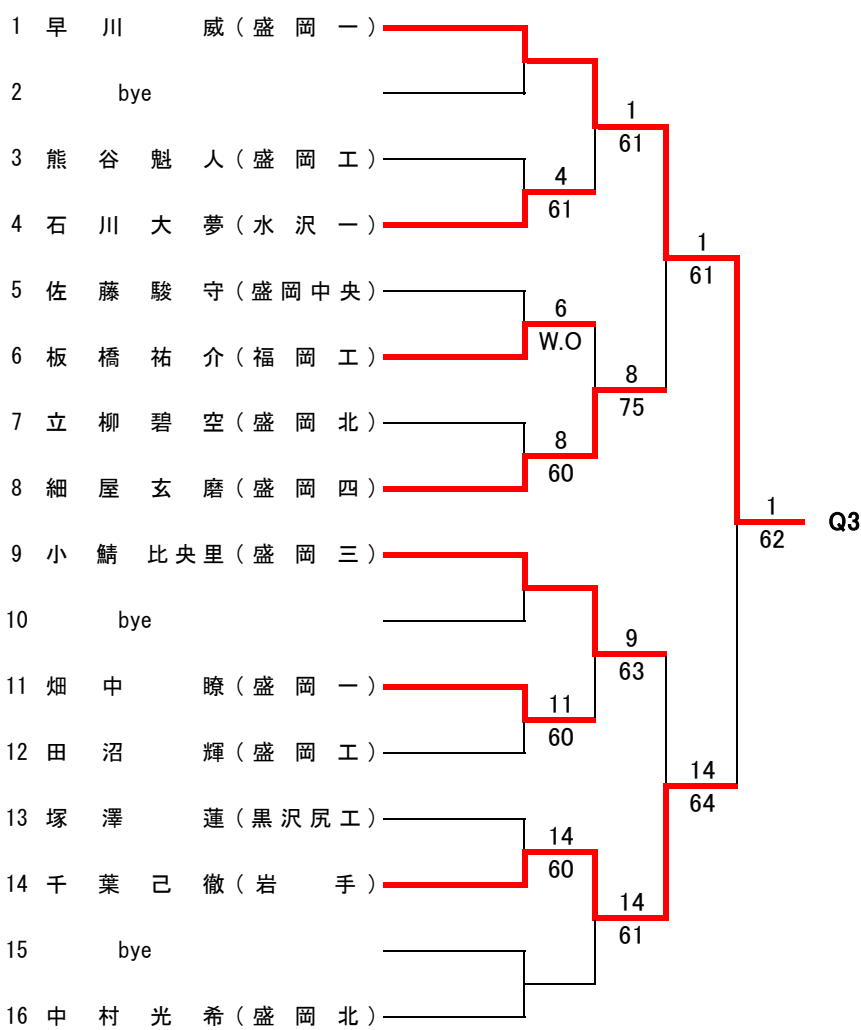 1 早川 威(盛岡一)
2 bye
3 熊谷魁人(盛岡工)
4 石川大夢(水沢一)
5 佐藤駿守(盛岡中央)
6 板橋祐介(福岡工)
7 立柳碧空(盛岡北)
8 細屋玄磨(盛岡四)
9 小鯖比央里(盛岡三)
10 bye
11 畑中 瞭(盛岡一)
12 田沼 輝(盛岡工)
13 塚澤 蓮(黒沢尻工)
14 千葉己徹(岩手)
15 bye
16 中村光希(盛岡北)
4
61
6
W.O
8
60
11
60
14
60
1
61
8
75
9
63
14
61
1
61
14
64
1
62
Q3